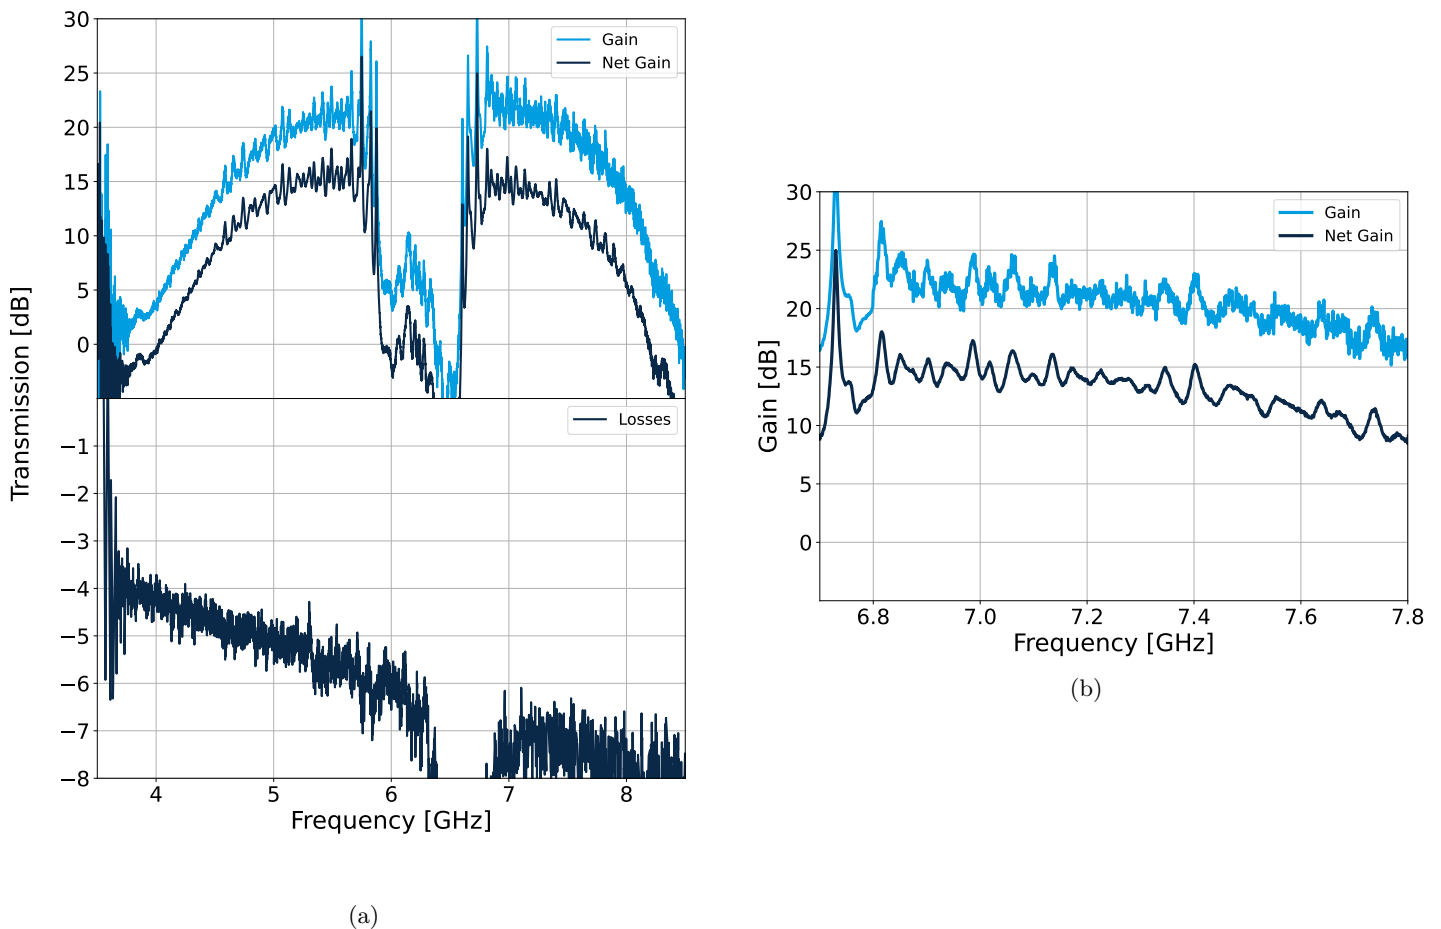 30
25
20
15
10
5
0
Gain
Net Gain
Transmission [dB]
Losses
−1
−2
−3
−4
−5
−6
−7
−8
4 5 6 7 8
Frequency [GHz]
(a)
30
25
20
15
10
5
0
Gain
Net Gain
Gain [dB]
6.8 7.0 7.2 7.4 7.6 7.8
Frequency [GHz]
(b)